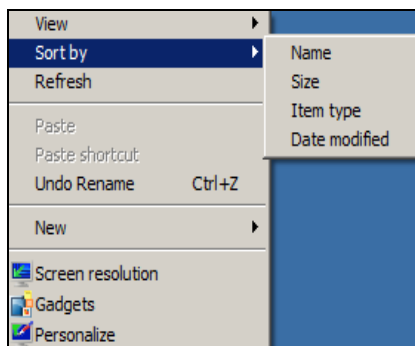 View
Sort by
Refresh
Paste
Paste shortcut
Undo Rename Ctrl+Z
New
Screen resolution
Gadgets
Personalize
Name
Size
Item type
Date modified